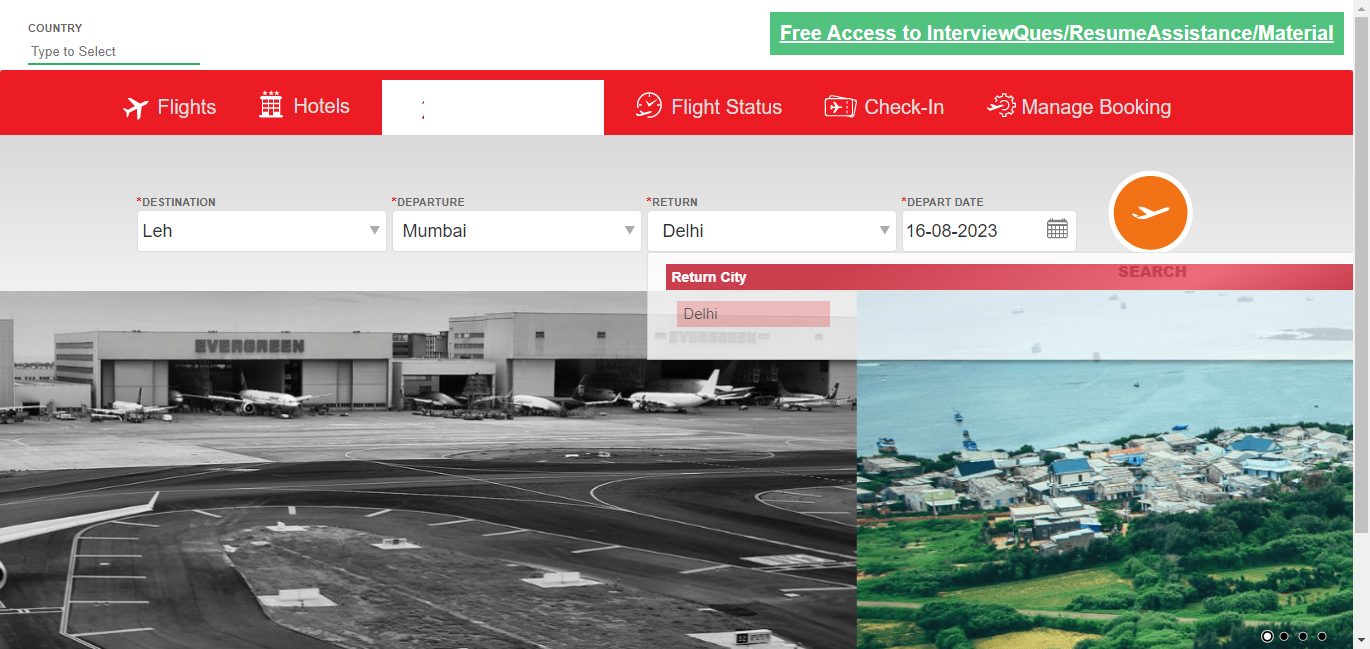 COUNTRY
Type to Select
Free Access to InterviewQues/ResumeAssistance/Material
Flights
Hotels
Flight Status
Check-In
Manage Booking
*DESTINATION
*DEPARTURE
*RETURN
*DEPART DATE
Leh
Mumbai
Delhi
16-08-2023
SEARCH
Return City
Delhi
EVERGREEN
EVERGREEN